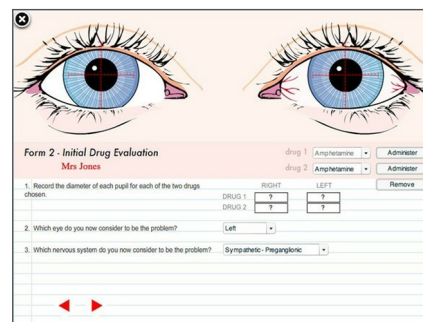 Form 2 - Initial Drug Evaluation
Mrs Jones
drug 1 Amphetamine Administer
drug 2 Amphetamine Administer
Remove
1. Record the diameter of each pupil for each of the two drugs chosen.
RIGHT LEFT
DRUG 1 ? ?
DRUG 2 ? ?
2. Which eye do you now consider to be the problem? Left
3. Which nervous system do you now consider to be the problem? Sympathetic - Preganglionic